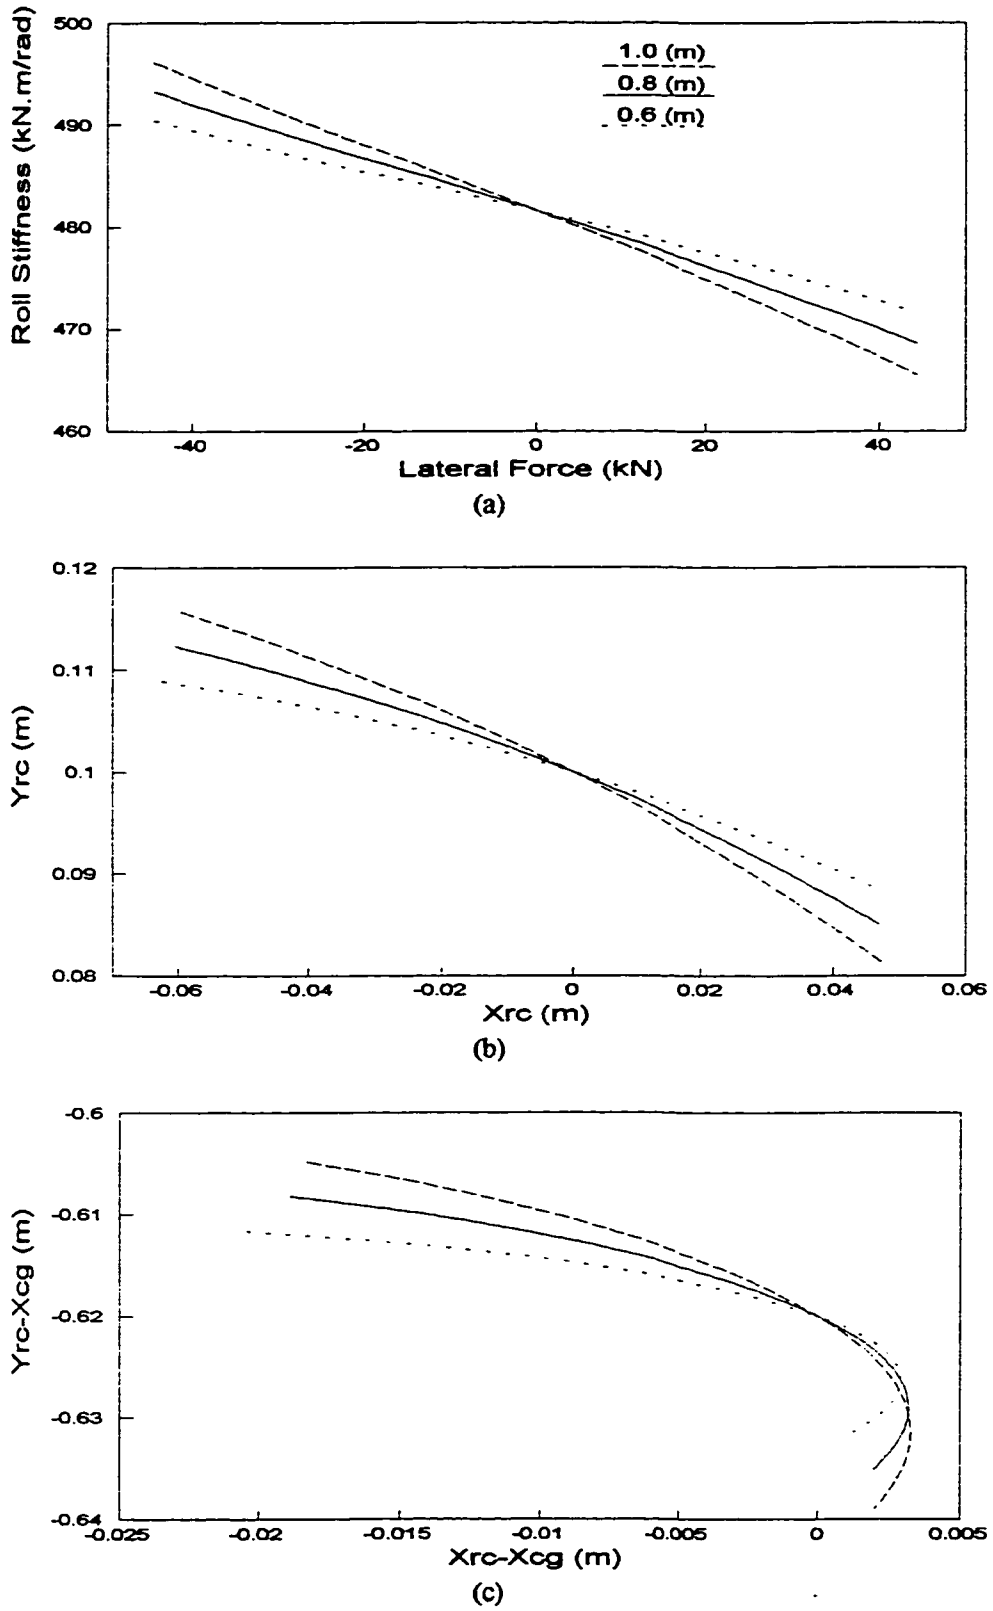 500
490
480
470
460
Roll Stiffness (kN.m/rad)
1.0 (m)
0.8 (m)
0.6 (m)
-40
-20
0
20
40
Lateral Force (kN)
(a)
0.12
0.11
0.1
0.09
0.08
Yrc (m)
-0.06
-0.04
-0.02
0
0.02
0.04
0.06
Xrc (m)
(b)
-0.6
-0.61
-0.62
-0.63
-0.64
Yrc-Xcg (m)
-0.025
-0.02
-0.015
-0.01
-0.005
0
0.005
Xrc-Xcg (m)
(c)